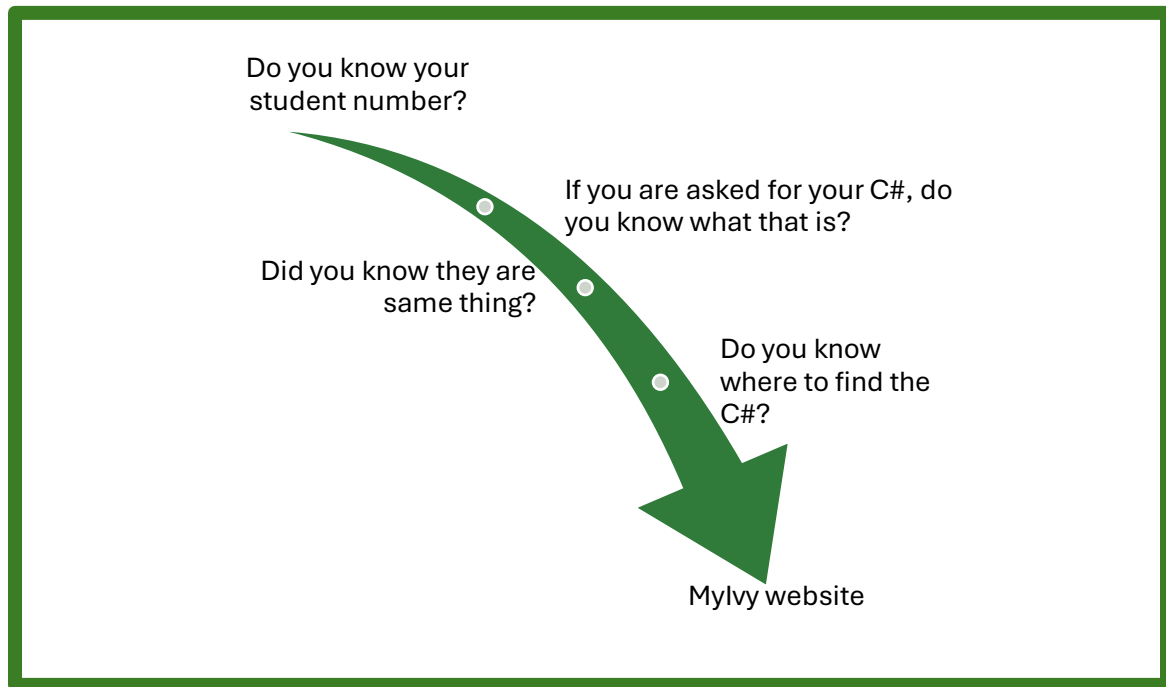 Do you know your
student number?
If you are asked for your C#, do
you know what that is?
Did you know they are
same thing?
Do you know
where to find the
C#?
MyIvy website